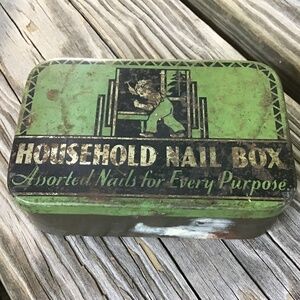 HOUSEHOLD NAIL BOX
Assorted Nails for Every Purpose